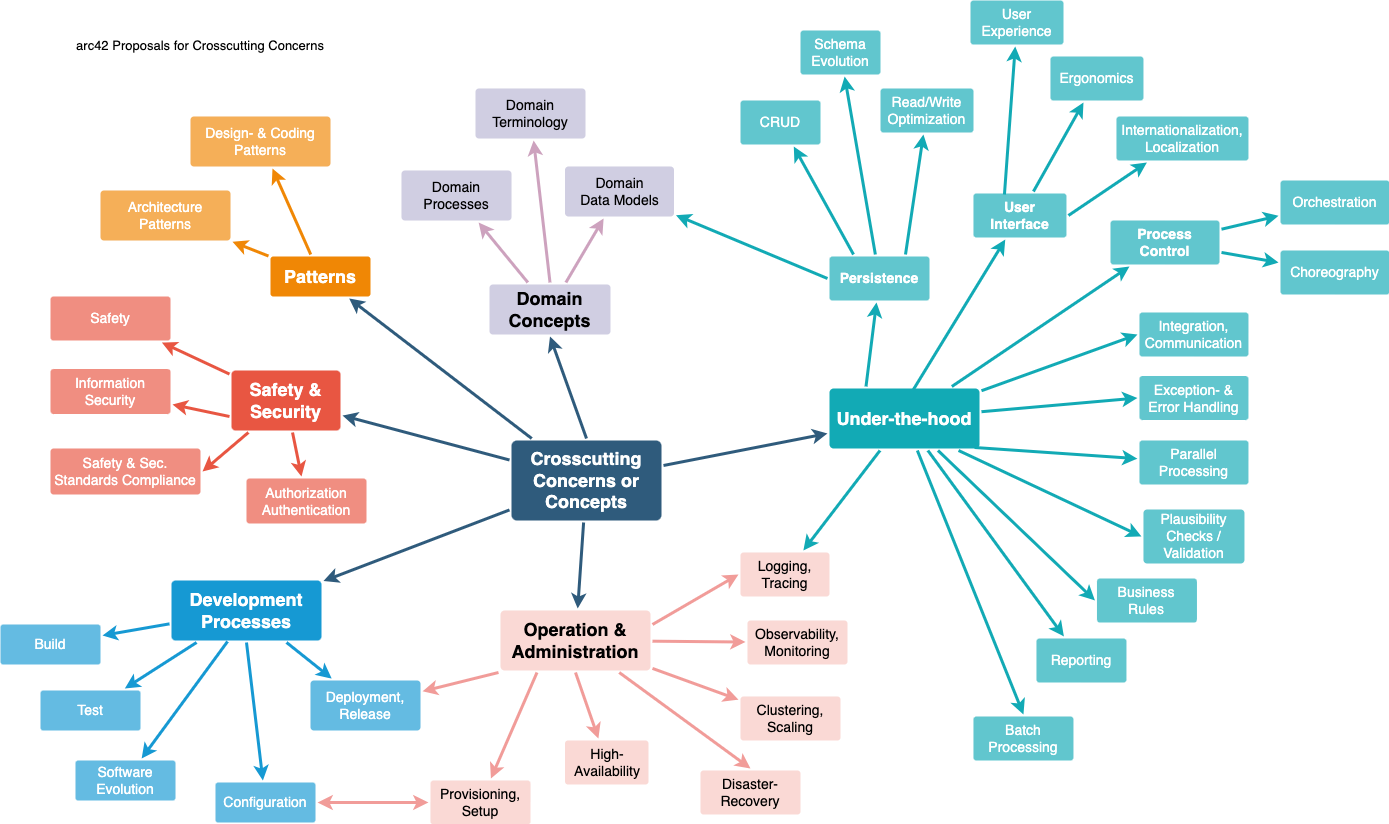 arc42 Proposals for Crosscutting Concerns
Design- & Coding
Patterns
Architecture
Patterns
Patterns
Domain
Terminology
Domain
Processes
Domain
Data Models
Domain
Concepts
Schema
Evolution
CRUD
Read/Write
Optimization
Persistence
User
Experience
Ergonomics
Internationalization,
Localization
User
Interface
Process
Control
Orchestration
Choreography
Safety
Information
Security
Safety & Sec.
Standards Compliance
Authorization
Authentication
Safety &
Security
Crosscutting
Concerns or
Concepts
Under-the-hood
Integration,
Communication
Exception- &
Error Handling
Parallel
Processing
Plausibility
Checks /
Validation
Business
Rules
Reporting
Batch
Processing
Development
Processes
Build
Test
Software
Evolution
Configuration
Deployment,
Release
Operation &
Administration
Logging,
Tracing
Observability,
Monitoring
Clustering,
Scaling
Disaster-
Recovery
High-
Availability
Provisioning,
Setup